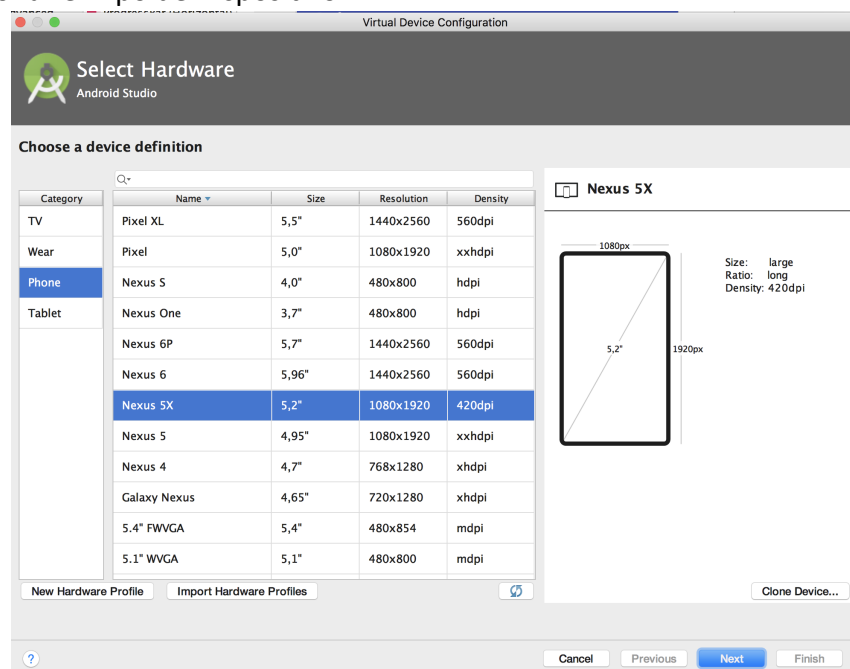 Virtual Device Configuration
Select Hardware
Android Studio
Choose a device definition
Category
TV
Wear
Phone
Tablet
Name Size Resolution Density
Pixel XL 5,5" 1440x2560 560dpi
Pixel 5,0" 1080x1920 xxhdpi
Nexus S 4,0" 480x800 hdpi
Nexus One 3,7" 480x800 hdpi
Nexus 6P 5,7" 1440x2560 560dpi
Nexus 6 5,96" 1440x2560 560dpi
Nexus 5X 5,2" 1080x1920 420dpi
Nexus 5 4,95" 1080x1920 xxhdpi
Nexus 4 4,7" 768x1280 xhdpi
Galaxy Nexus 4,65" 720x1280 xhdpi
5.4" FWVGA 5,4" 480x854 mdpi
5.1" WVGA 5,1" 480x800 mdpi
New Hardware Profile Import Hardware Profiles
Nexus 5X
1080px
5,2"
1920px
Size: large
Ratio: long
Density: 420dpi
Clone Device...
? Cancel Previous Next Finish